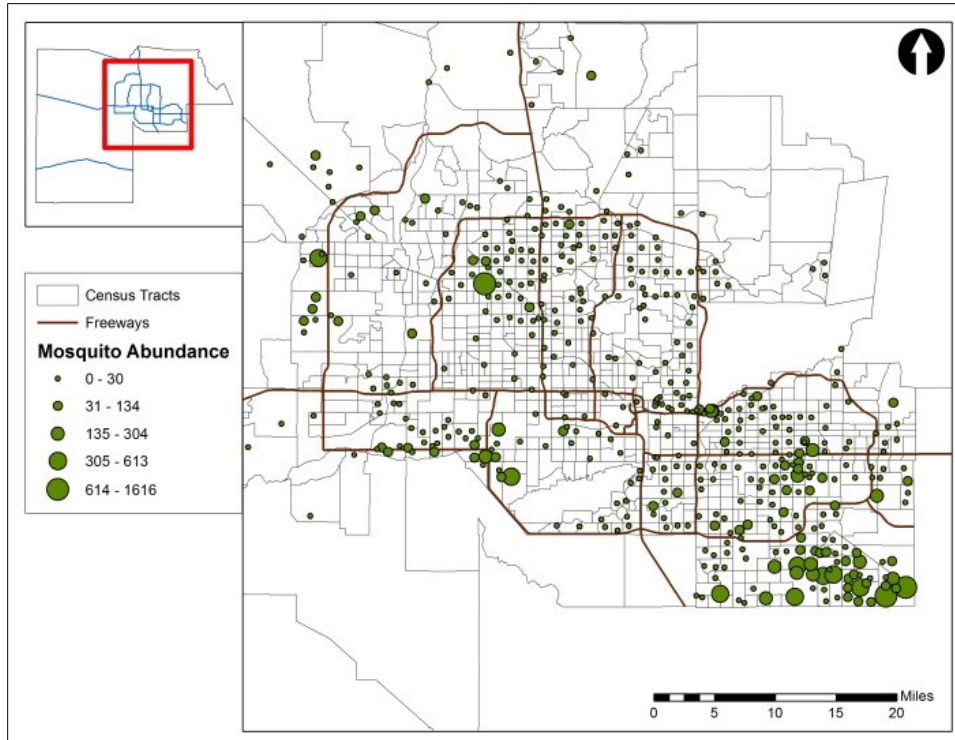 Census Tracts
Freeways
Mosquito Abundance
0 - 30
31 - 134
135 - 304
305 - 613
614 - 1616
Miles
0 5 10 15 20